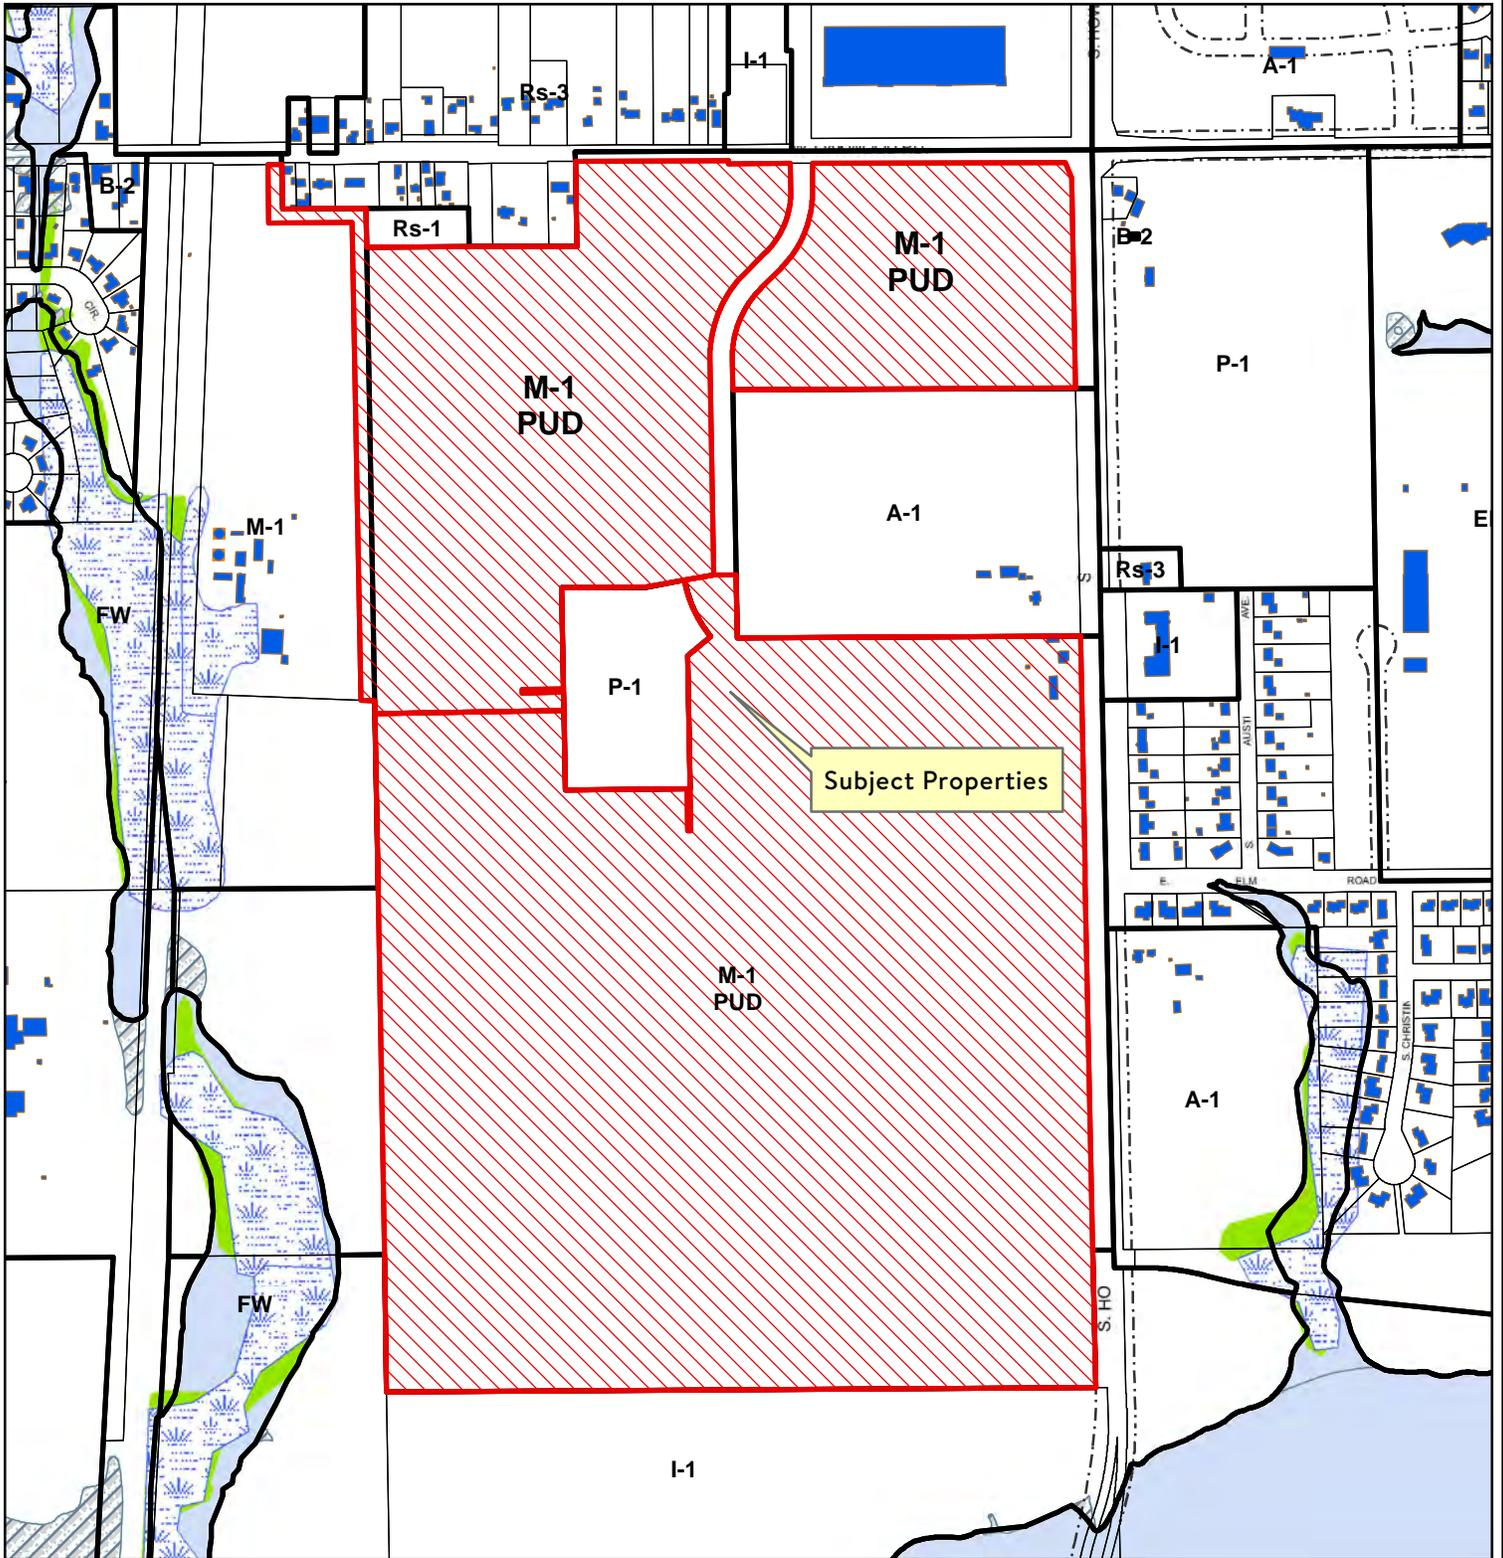 S. HOW
I-1
A-1
Rs-3
B-2
Rs-1
M-1
PUD
B-2
CIR.
P-1
M-1
PUD
A-1
M-1
S
Rs-3
FW
AVE.
I-1
P-1
AUSTI
Subject Properties
S.
E.
ELM
ROAD
M-1
PUD
S. CHRISTIN
A-1
FW
S. HO
I-1